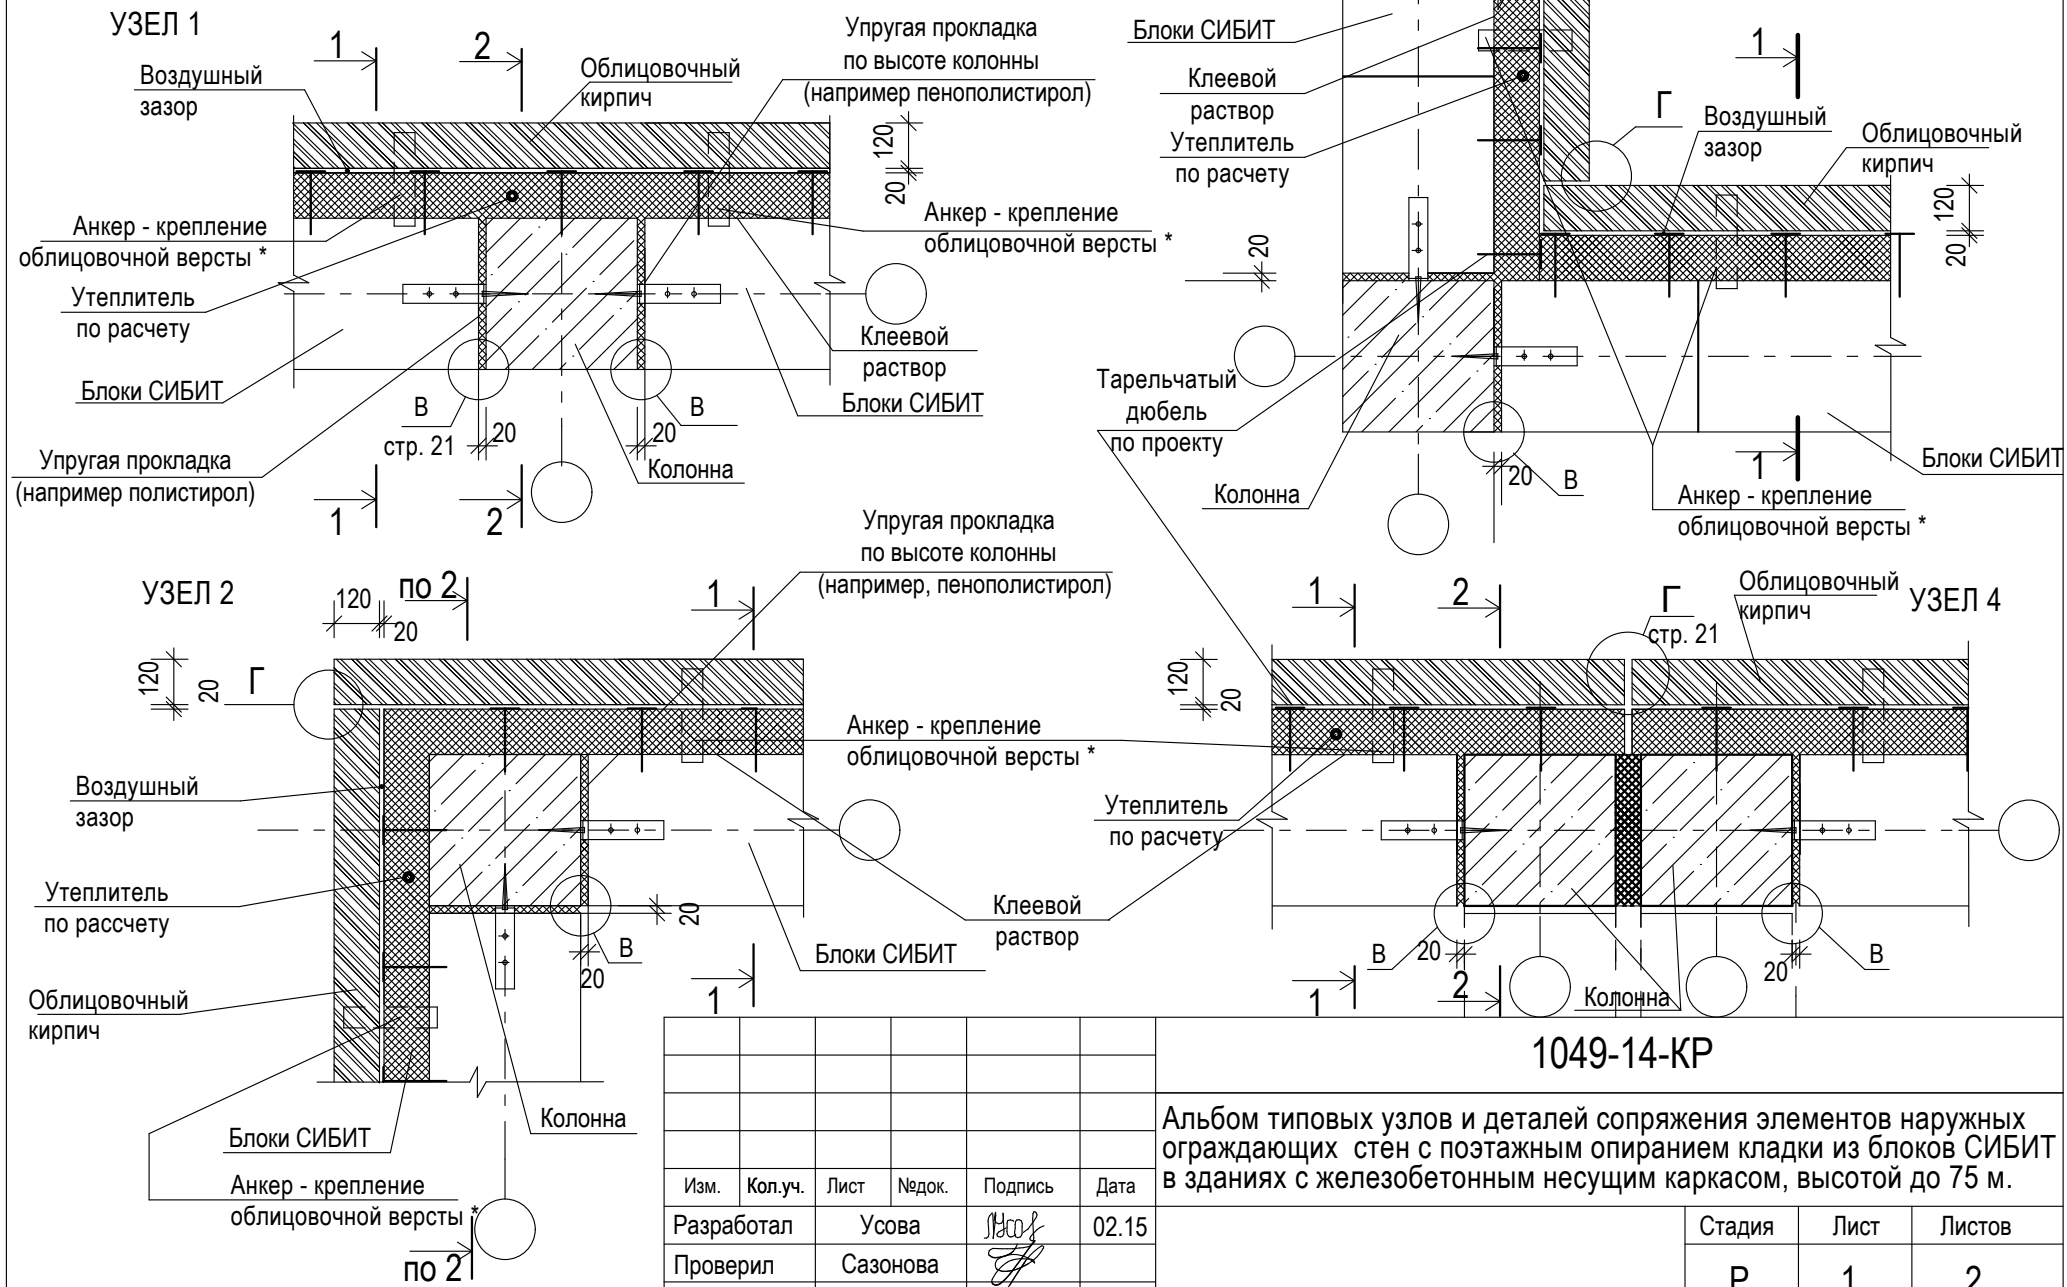 УЗЕЛ 1
1
2
Воздушный
зазор
Облицовочный
кирпич
Упругая прокладка
по высоте колонны
(например пенополистирол)
120
20
Анкер - крепление
облицовочной версты *
Анкер - крепление
облицовочной версты *
Утеплитель
по расчету
Клеевой
раствор
Блоки СИБИТ
Блоки СИБИТ
В
стр. 21
20
20
В
Упругая прокладка
(например полистирол)
Колонна
1
2
Блоки СИБИТ
Клеевой
раствор
Утеплитель
по расчету
1
Г
Воздушный
зазор
Облицовочный
кирпич
120
20
20
Тарельчатый
дюбель
по проекту
Колонна
20
В
1
Блоки СИБИТ
Анкер - крепление
облицовочной версты *
УЗЕЛ 2
120
20
по 2
1
Упругая прокладка
по высоте колонны
(например, пенополистирол)
120
20
Г
Воздушный
зазор
Анкер - крепление
облицовочной версты *
Утеплитель
по рассчету
Клеевой
раствор
20
В
20
Блоки СИБИТ
1
Облицовочный
кирпич
Колонна
Блоки СИБИТ
Анкер - крепление
облицовочной версты *
по 2
1
2
Г
стр. 21
Облицовочный
кирпич
УЗЕЛ 4
120
20
Утеплитель
по расчету
В
20
20
В
1
2
Колонна
1049-14-КР
Альбом типовых узлов и деталей сопряжения элементов наружных
ограждающих стен с поэтажным опиранием кладки из блоков СИБИТ
в зданиях с железобетонным несущим каркасом, высотой до 75 м.
Изм. Кол.уч. Лист №док. Подпись Дата
Разработал Усова 02.15
Проверил Сазонова
Стадия Лист Листов
Р 1 2